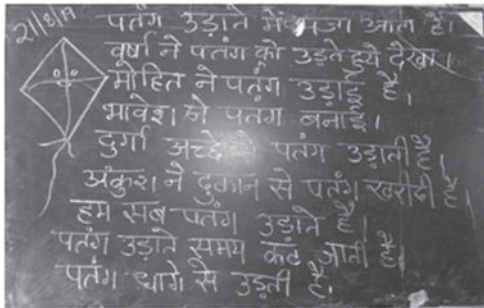 21/8/19
पतंग उड़ाने में मजा आता है।
वर्षा ने पतंग को उड़ते हुये देखा।
मोहित ने पतंग उड़ाई है।
भावेश ने पतंग बनाई।
दुर्गा अच्छे से पतंग उड़ाती है
अंकुश ने दुकान से पतंग खरीदी है
हम सब पतंग उड़ाते है।
पतंग उड़ाते समय कट जाती है।
पतंग धागे से उड़ती है।